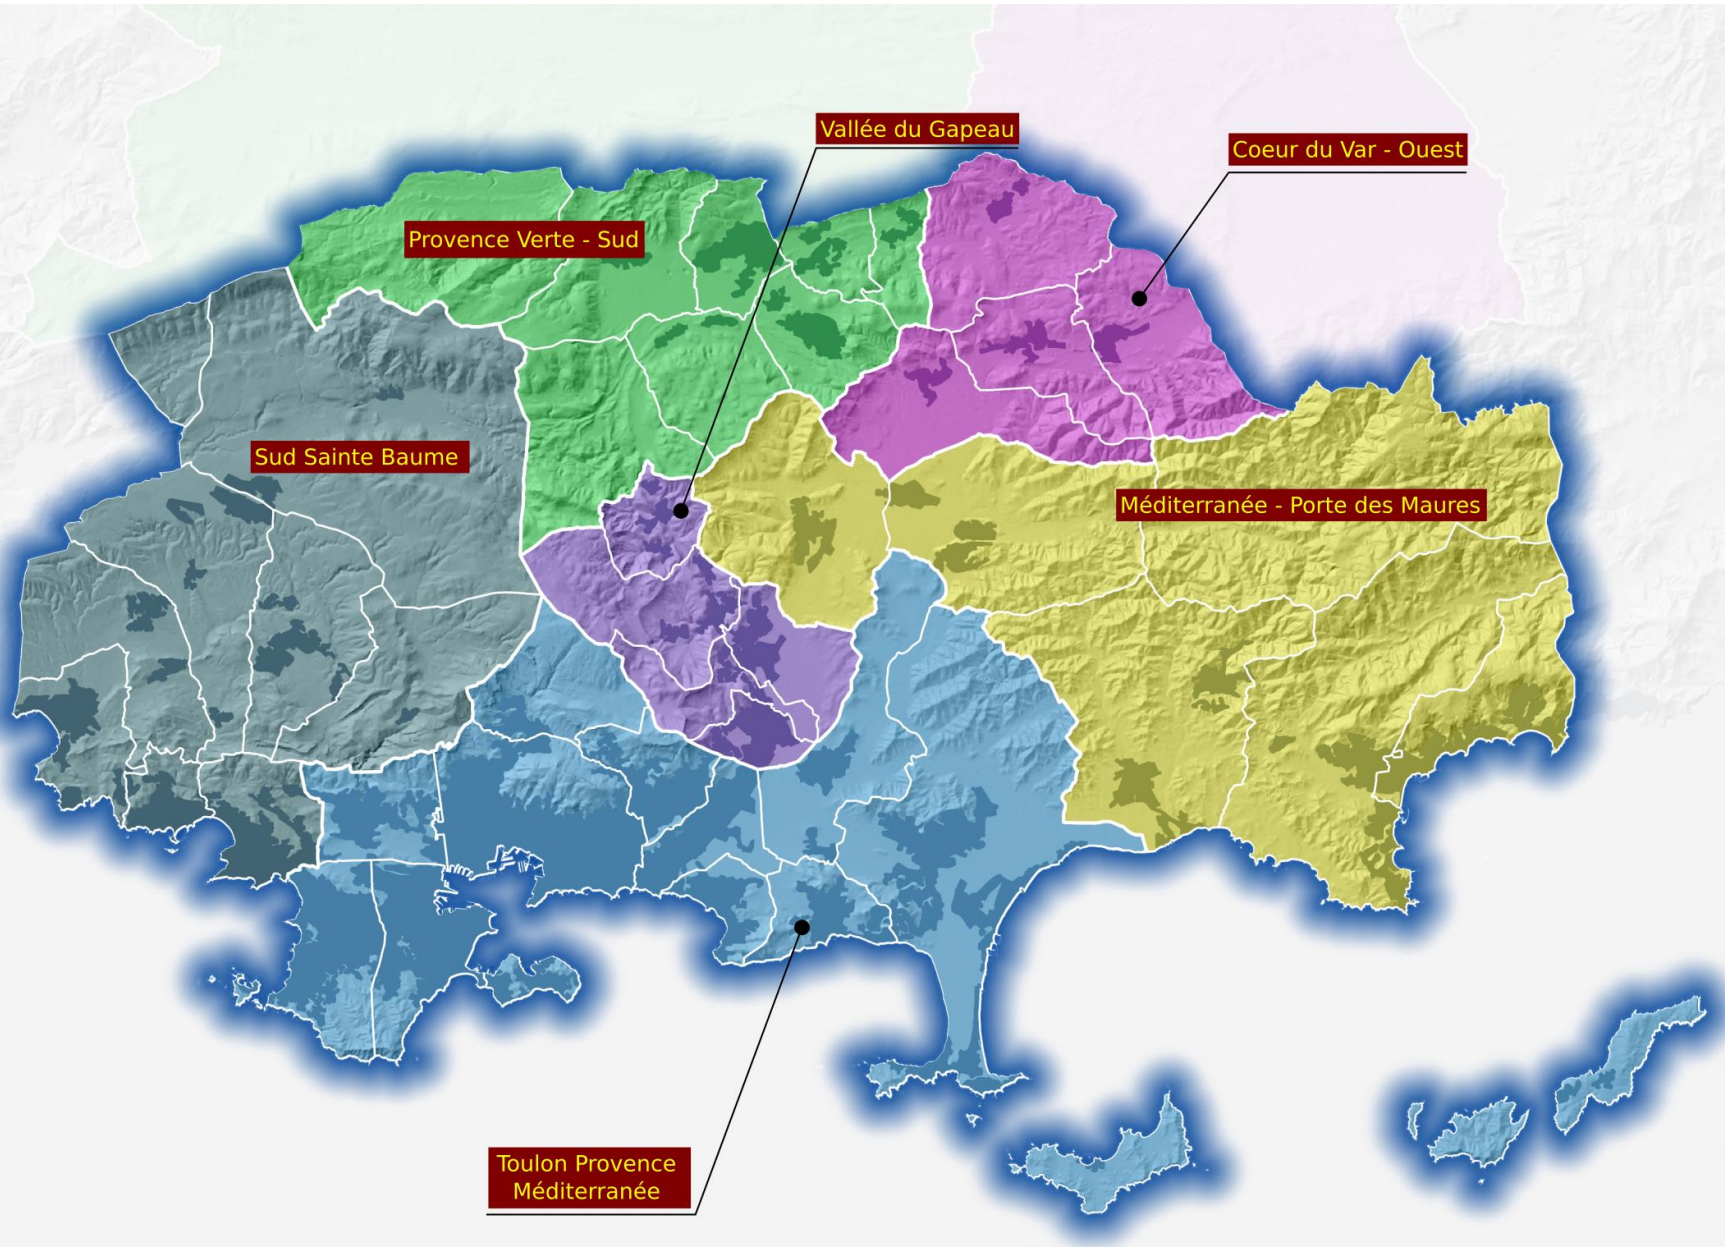 Vallée du Gapeau
Coeur du Var - Ouest
Provence Verte - Sud
Sud Sainte Baume
Méditerranée - Porte des Maures
Toulon Provence
Méditerranée